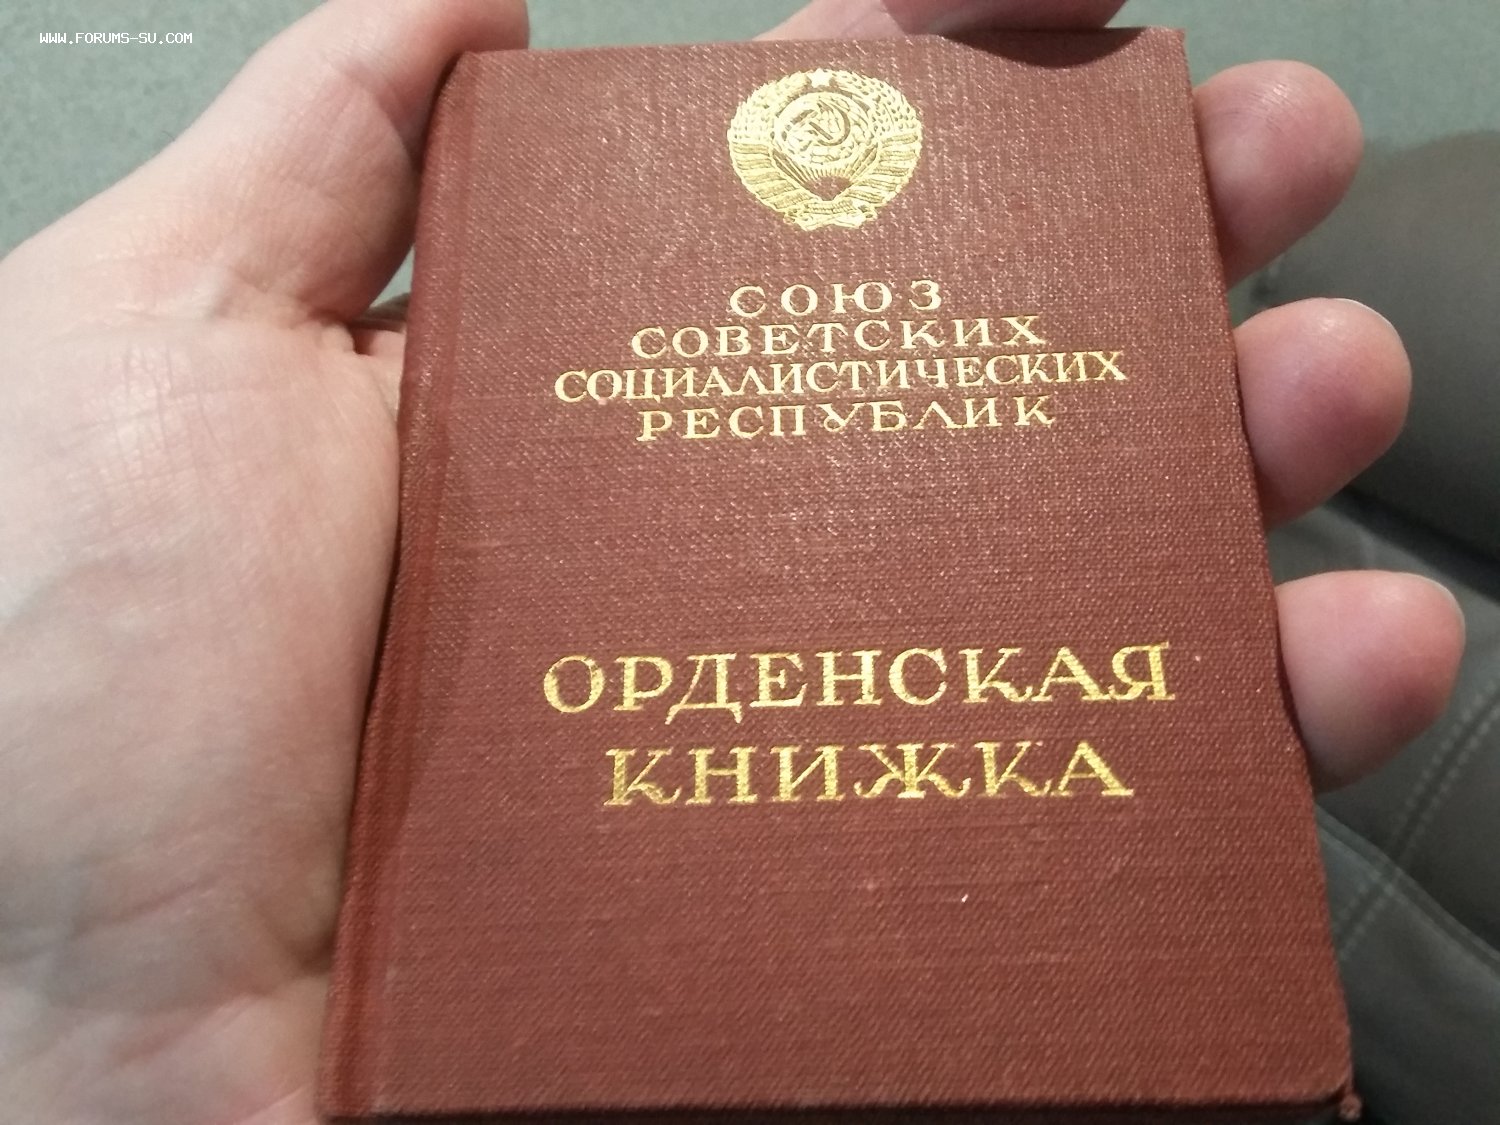 WWW.FORUMS-SU.COM
СОЮЗ
СОВЕТСКИХ
СОЦИАЛИСТИЧЕСКИХ
РЕСПУБЛИК
ОРДЕНСКАЯ
КНИЖКА